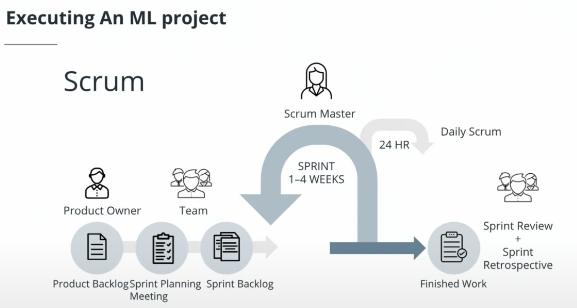 Executing An ML project
Scrum
Scrum Master
Daily Scrum
24 HR
SPRINT
1–4 WEEKS
Product Owner
Team
Product Backlog
Sprint Planning
Meeting
Sprint Backlog
Finished Work
Sprint Review
+
Sprint
Retrospective